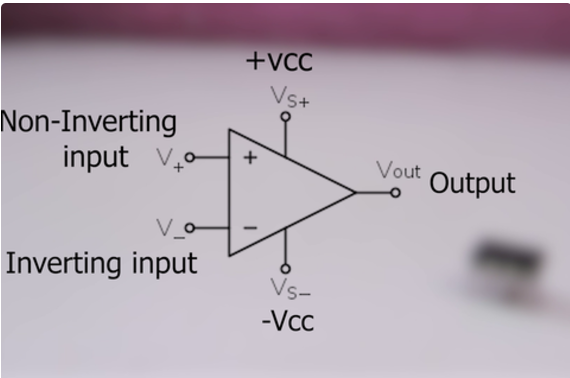 +vcc
VS+
Non-Inverting
input
V+
+
Vout
Output
V_
−
Inverting input
VS−
-Vcc